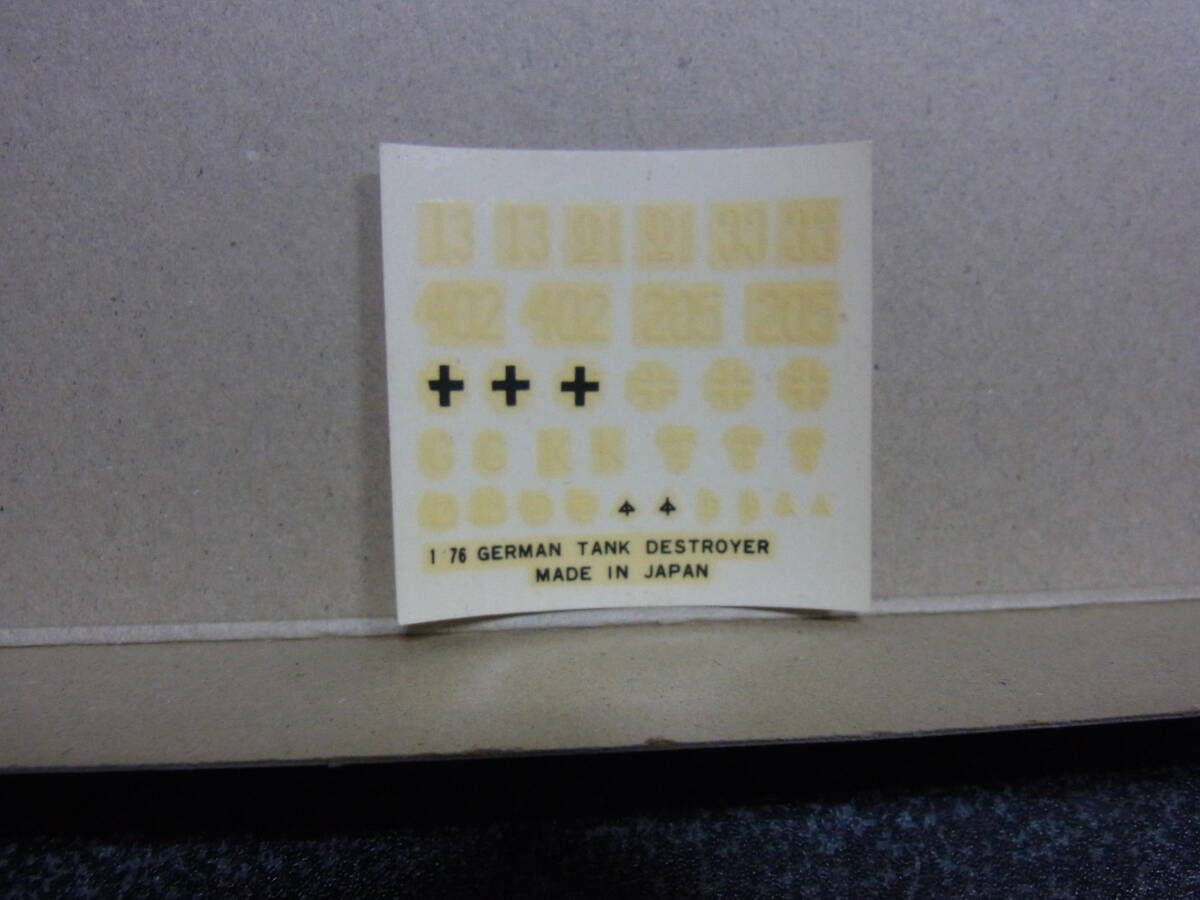 13 13 21 21 33 33
402 402 205 205
G G K K
1 76 GERMAN TANK DESTROYER
MADE IN JAPAN